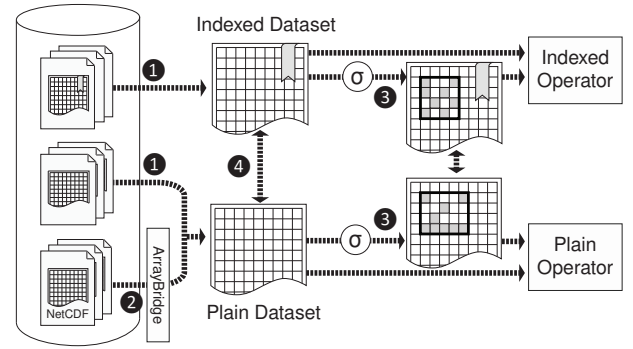 Indexed Dataset
1
σ
3
Indexed
Operator
1
4
ArrayBridge
σ
3
2
NetCDF
Plain
Operator
Plain Dataset